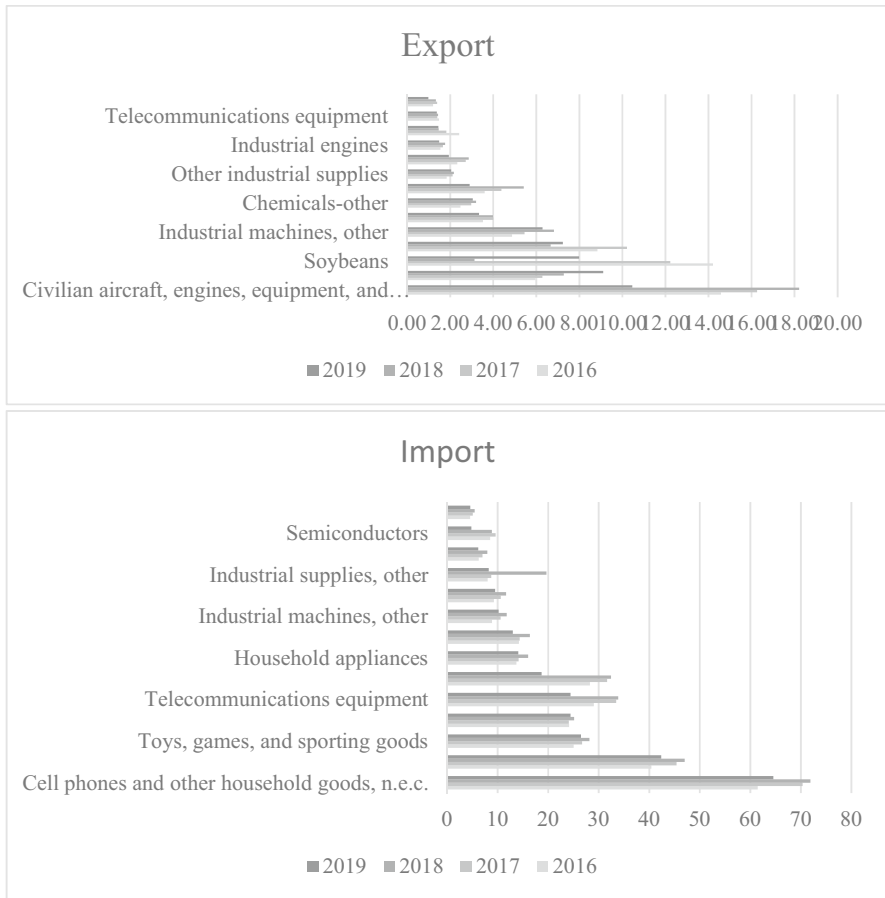 Export
Telecommunications equipment
Industrial engines
Other industrial supplies
Chemicals-other
Industrial machines, other
Soybeans
Civilian aircraft, engines, equipment, and…
0.00 2.00 4.00 6.00 8.00 10.00 12.00 14.00 16.00 18.00 20.00
2019 2018 2017 2016
Import
Semiconductors
Industrial supplies, other
Industrial machines, other
Household appliances
Telecommunications equipment
Toys, games, and sporting goods
Cell phones and other household goods, n.e.c.
0 10 20 30 40 50 60 70 80
2019 2018 2017 2016